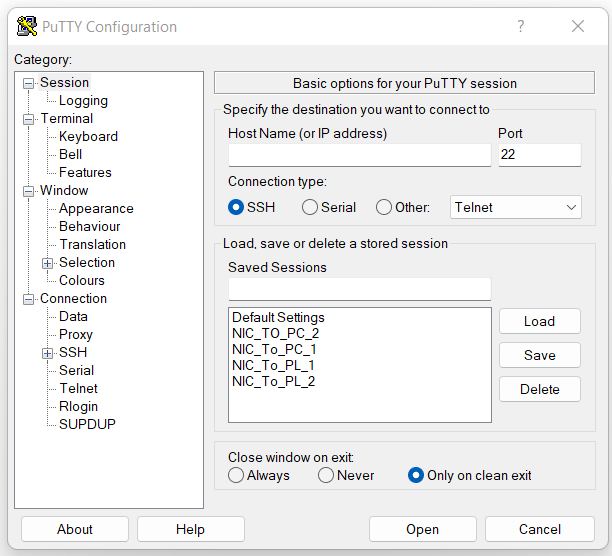 PuTTY Configuration
?
Category:
Session
Logging
Terminal
Keyboard
Bell
Features
Window
Appearance
Behaviour
Translation
Selection
Colours
Connection
Data
Proxy
SSH
Serial
Telnet
Rlogin
SUPDUP
Basic options for your PuTTY session
Specify the destination you want to connect to
Host Name (or IP address) Port
22
Connection type:
SSH Serial Other: Telnet
Load, save or delete a stored session
Saved Sessions
Default Settings
NIC_TO_PC_2
NIC_To_PC_1
NIC_To_PL_1
NIC_To_PL_2
Load
Save
Delete
Close window on exit:
Always Never Only on clean exit
About Help Open Cancel